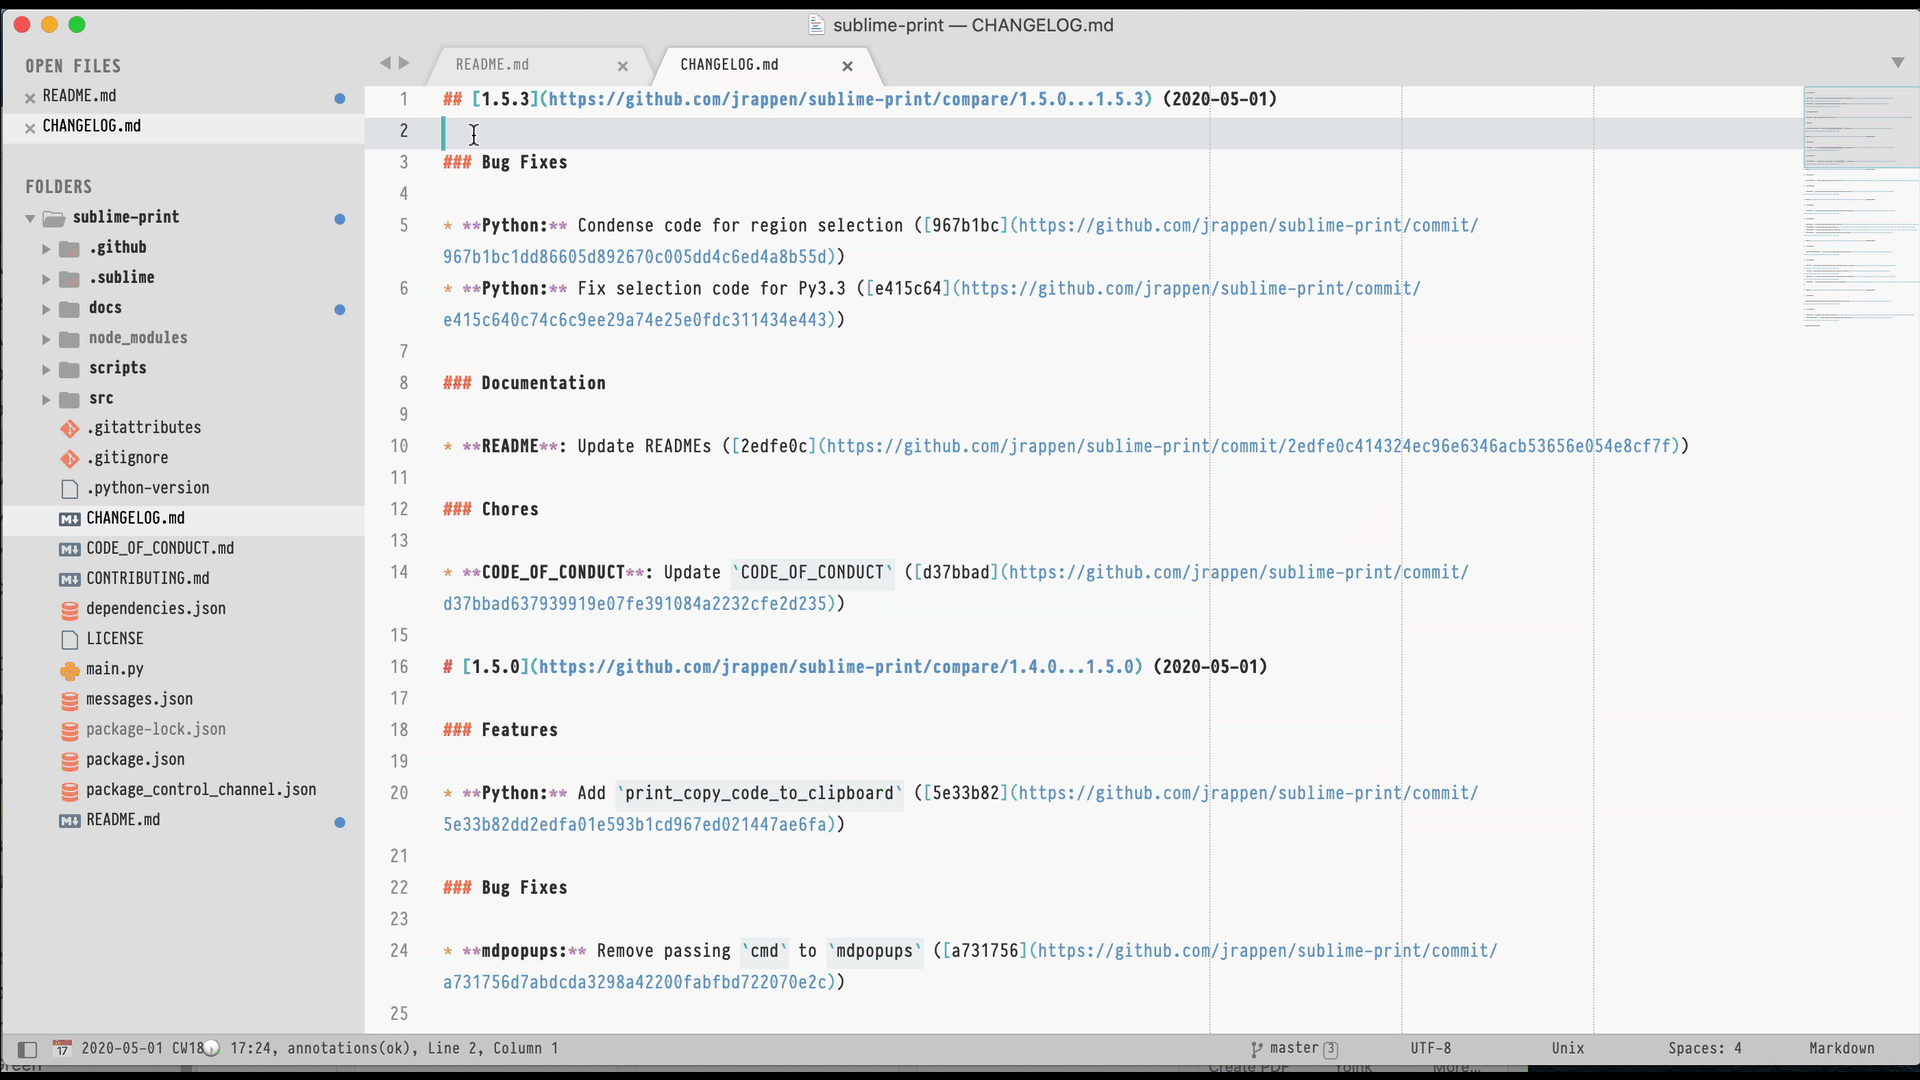 sublime-print — CHANGELOG.md
OPEN FILES
README.md
CHANGELOG.md
FOLDERS
sublime-print
.github
.sublime
docs
node_modules
scripts
src
.gitattributes
.gitignore
.python-version
CHANGELOG.md
CODE_OF_CONDUCT.md
CONTRIBUTING.md
dependencies.json
LICENSE
main.py
messages.json
package-lock.json
package.json
package_control_channel.json
README.md
README.md
CHANGELOG.md
1 ## [1.5.3](https://github.com/jrappen/sublime-print/compare/1.5.0...1.5.3) (2020-05-01)
2
3 ### Bug Fixes
4
5 * **Python:** Condense code for region selection ([967b1bc](https://github.com/jrappen/sublime-print/commit/
967b1bc1dd86605d892670c005dd4c6ed4a8b55d))
6 * **Python:** Fix selection code for Py3.3 ([e415c64](https://github.com/jrappen/sublime-print/commit/
e415c640c74c6c9ee29a74e25e0fdc311434e443))
7
8 ### Documentation
9
10 * **README**: Update READMEs ([2edfe0c](https://github.com/jrappen/sublime-print/commit/2edfe0c414324ec96e6346acb53656e054e8cf7f))
11
12 ### Chores
13
14 * **CODE_OF_CONDUCT**: Update `CODE_OF_CONDUCT` ([d37bbad](https://github.com/jrappen/sublime-print/commit/
d37bbad637939919e07fe391084a2232cfe2d235))
15
16 # [1.5.0](https://github.com/jrappen/sublime-print/compare/1.4.0...1.5.0) (2020-05-01)
17
18 ### Features
19
20 * **Python:** Add `print_copy_code_to_clipboard` ([5e33b82](https://github.com/jrappen/sublime-print/commit/
5e33b82dd2edfa01e593b1cd967ed021447ae6fa))
21
22 ### Bug Fixes
23
24 * **mdpopups:** Remove passing `cmd` to `mdpopups` ([a731756](https://github.com/jrappen/sublime-print/commit/
a731756d7abdcda3298a42200fabfbd722070e2c))
25
17 2020-05-01 CW18 17:24, annotations(ok), Line 2, Column 1
master 3
UTF-8
Unix
Spaces: 4
Markdown